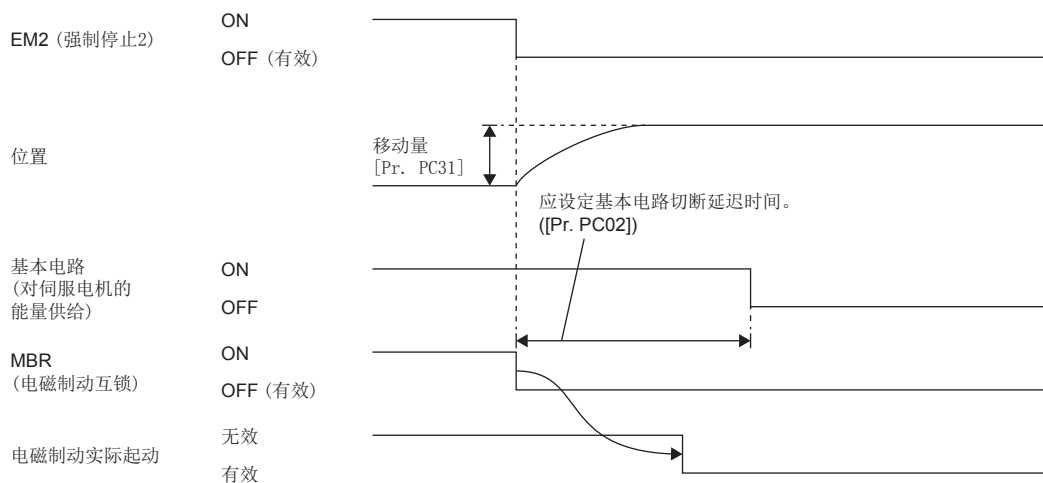 ON
EM2 (强制停止2)
OFF (有效)
移动量
[Pr. PC31]
位置
应设定基本电路切断延迟时间。
([Pr. PC02])
基本电路
(对伺服电机的
能量供给)
ON
OFF
MBR
(电磁制动互锁)
ON
OFF (有效)
无效
电磁制动实际起动
有效